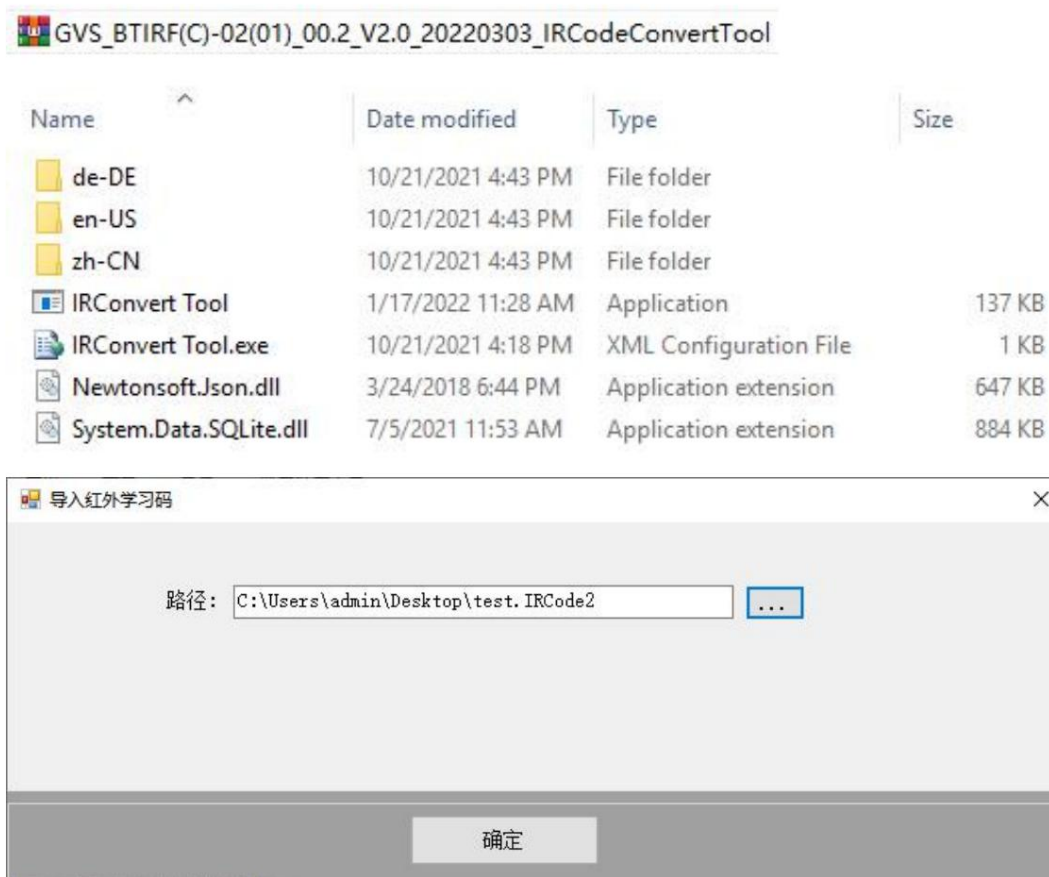 GVS_BTIRF(C)-02(01)_00.2_V2.0_20220303_IRCodeConvertTool
Name Date modified Type Size
de-DE 10/21/2021 4:43 PM File folder
en-US 10/21/2021 4:43 PM File folder
zh-CN 10/21/2021 4:43 PM File folder
IRConvert Tool 1/17/2022 11:28 AM Application 137 KB
IRConvert Tool.exe 10/21/2021 4:18 PM XML Configuration File 1 KB
Newtonsoft.Json.dll 3/24/2018 6:44 PM Application extension 647 KB
System.Data.SQLite.dll 7/5/2021 11:53 AM Application extension 884 KB
导入红外学习码
路径: C:\Users\admin\Desktop\test.IRCode2 ...
确定